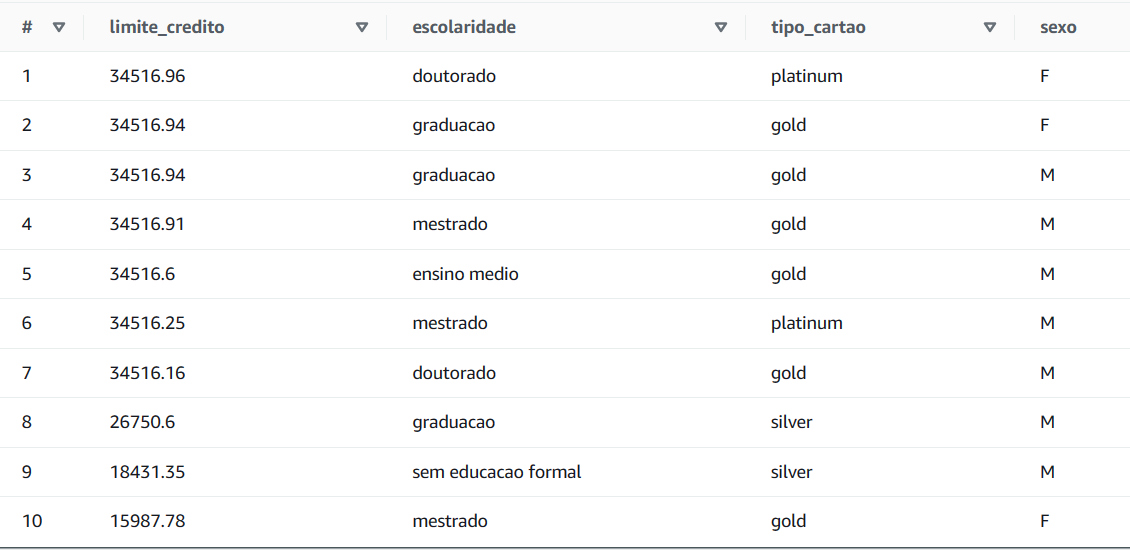 # limite_credito escolaridade tipo_cartao sexo
1 34516.96 doutorado platinum F
2 34516.94 graduacao gold F
3 34516.94 graduacao gold M
4 34516.91 mestrado gold M
5 34516.6 ensino medio gold M
6 34516.25 mestrado platinum M
7 34516.16 doutorado gold M
8 26750.6 graduacao silver M
9 18431.35 sem educacao formal silver M
10 15987.78 mestrado gold F